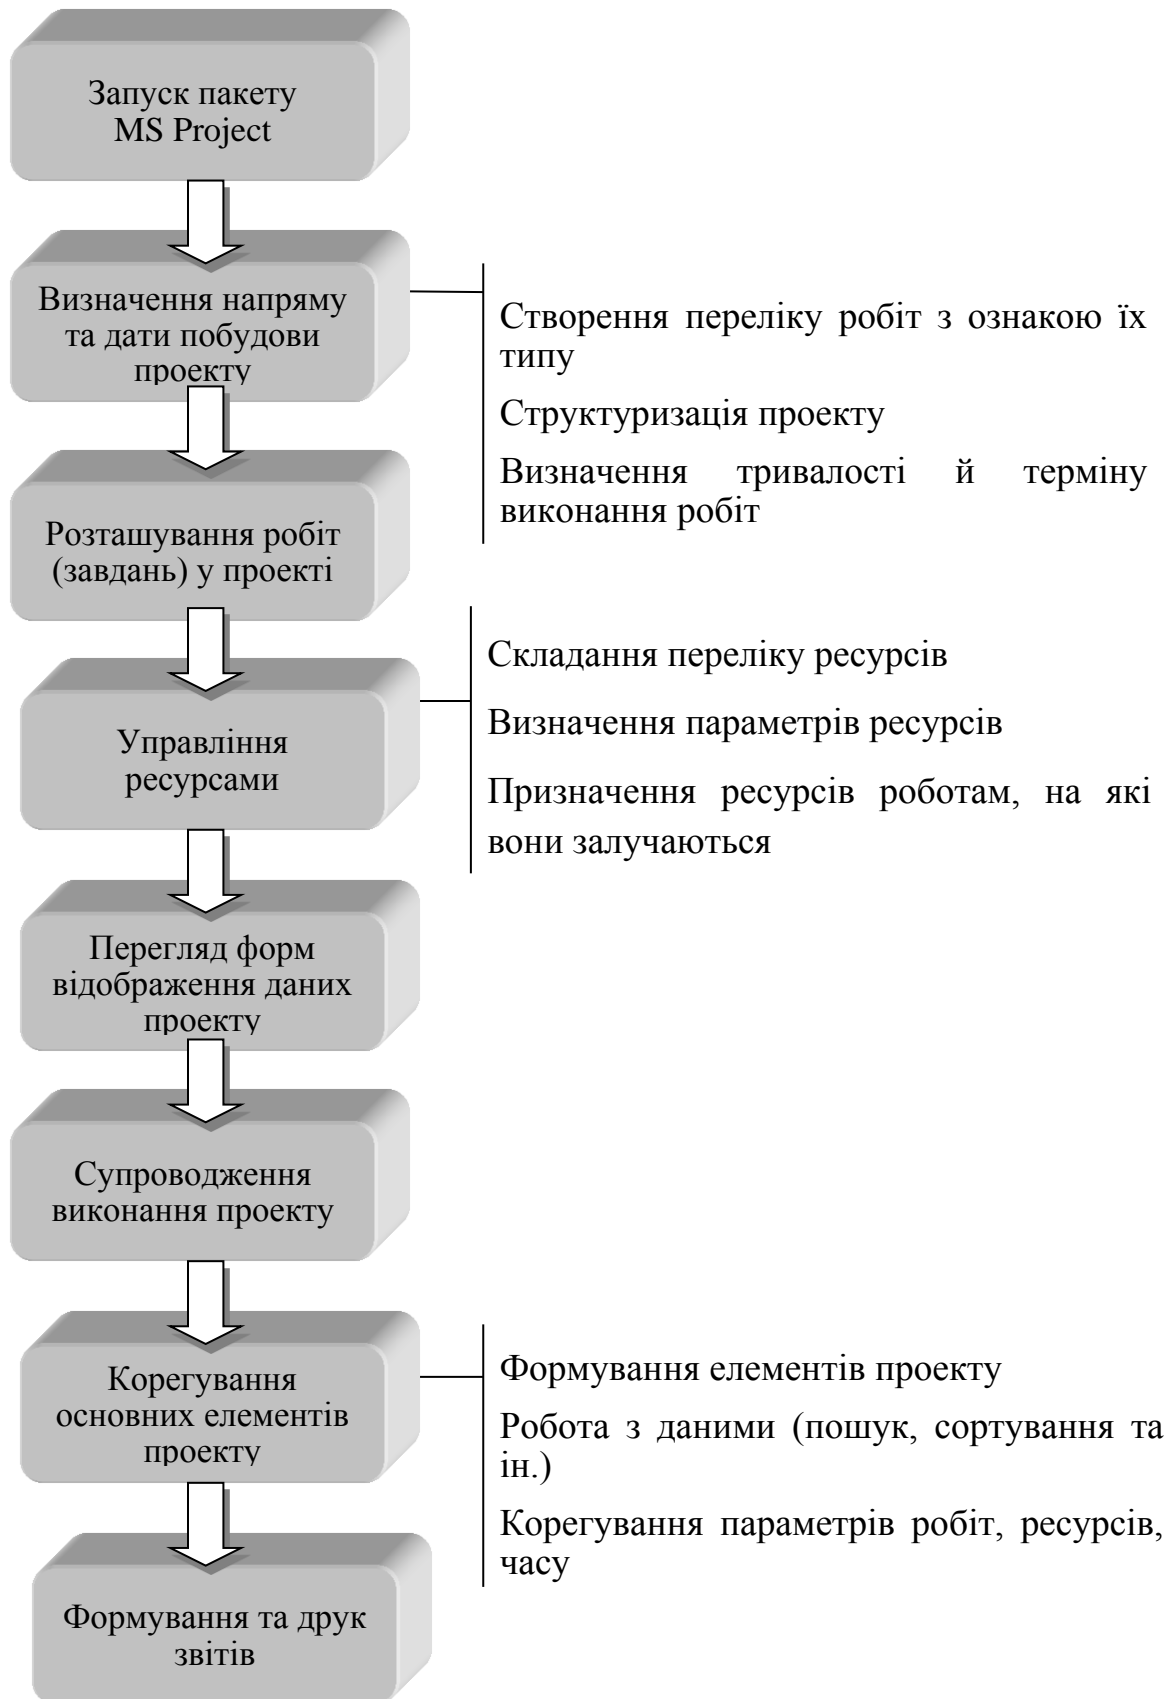 Запуск пакету
MS Project
Визначення напряму
та дати побудови
проекту
Створення переліку робіт з ознакою їх
типу
Структуризація проекту
Визначення тривалості й терміну
виконання робіт
Розташування робіт
(завдань) у проекті
Управління
ресурсами
Складання переліку ресурсів
Визначення параметрів ресурсів
Призначення ресурсів роботам, на які
вони залучаються
Перегляд форм
відображення даних
проекту
Супроводження
виконання проекту
Корегування
основних елементів
проекту
Формування елементів проекту
Робота з даними (пошук, сортування та
ін.)
Корегування параметрів робіт, ресурсів,
часу
Формування та друк
звітів